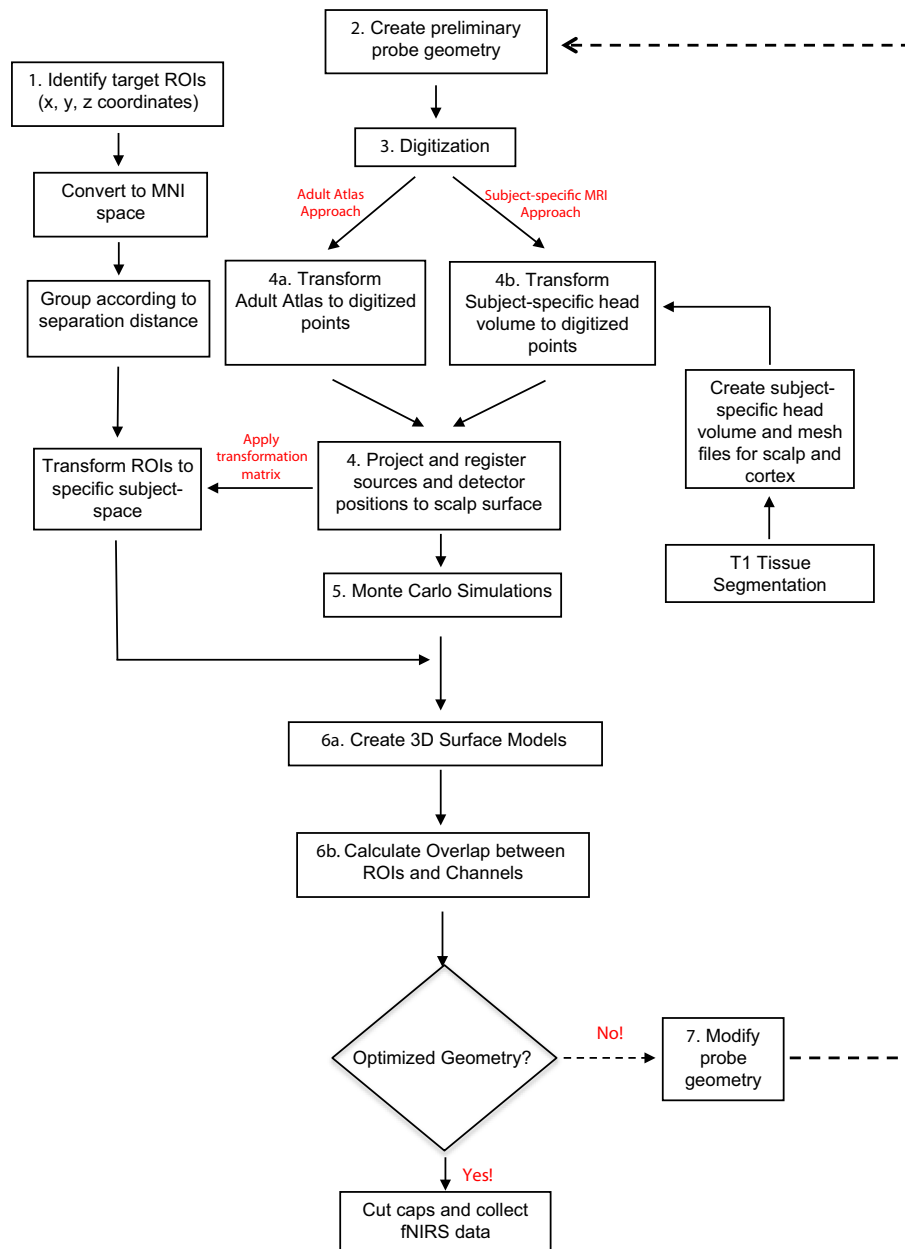 1. Identify target ROIs
(x, y, z coordinates)
Convert to MNI
space
Group according to
separation distance
Transform ROIs to
specific subject-
space
2. Create preliminary
probe geometry
3. Digitization
Adult Atlas
Approach
Subject-specific MRI
Approach
4a. Transform
Adult Atlas to digitized
points
4b. Transform
Subject-specific head
volume to digitized
points
Create subject-
specific head
volume and mesh
files for scalp and
cortex
T1 Tissue
Segmentation
Apply
transformation
matrix
4. Project and register
sources and detector
positions to scalp surface
5. Monte Carlo Simulations
6a. Create 3D Surface Models
6b. Calculate Overlap between
ROIs and Channels
Optimized Geometry?
No!
7. Modify
probe
geometry
Yes!
Cut caps and collect
fNIRS data